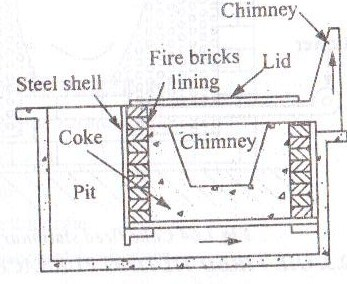 Chimney
Fire bricks
lining
Lid
Steel shell
Coke
Chimney
Pit